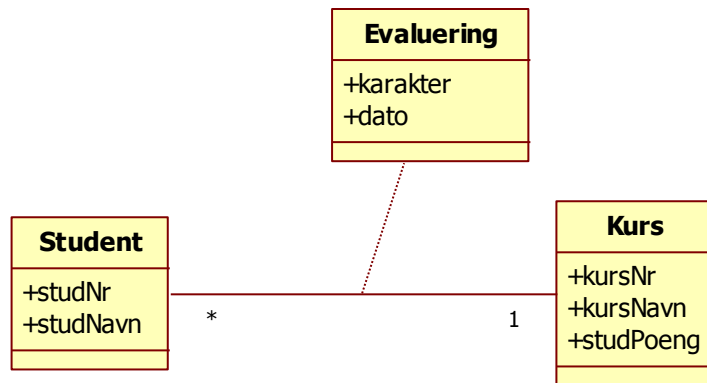 Evaluering
+karakter
+dato
Student
+studNr
+studNavn
*
1
Kurs
+kursNr
+kursNavn
+studPoeng